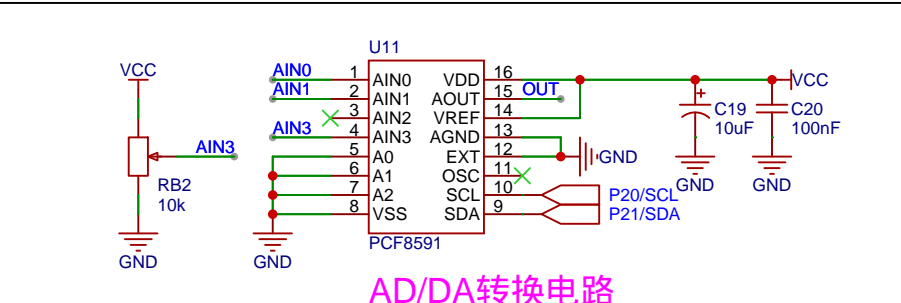 U11
VCC
AIN0 1 AIN0 VDD 16 VCC
AIN1 2 AIN1 AOUT 15 OUT
3 AIN2 VREF 14
AIN3 4 AIN3 AGND 13
5 A0 EXT 12 GND
6 A1 OSC 11
7 A2 SCL 10 P20/SCL
8 VSS SDA 9 P21/SDA
PCF8591
AIN3
RB2
10k
GND
GND
+
C19
10uF
GND
C20
100nF
GND
AD/DA转换电路